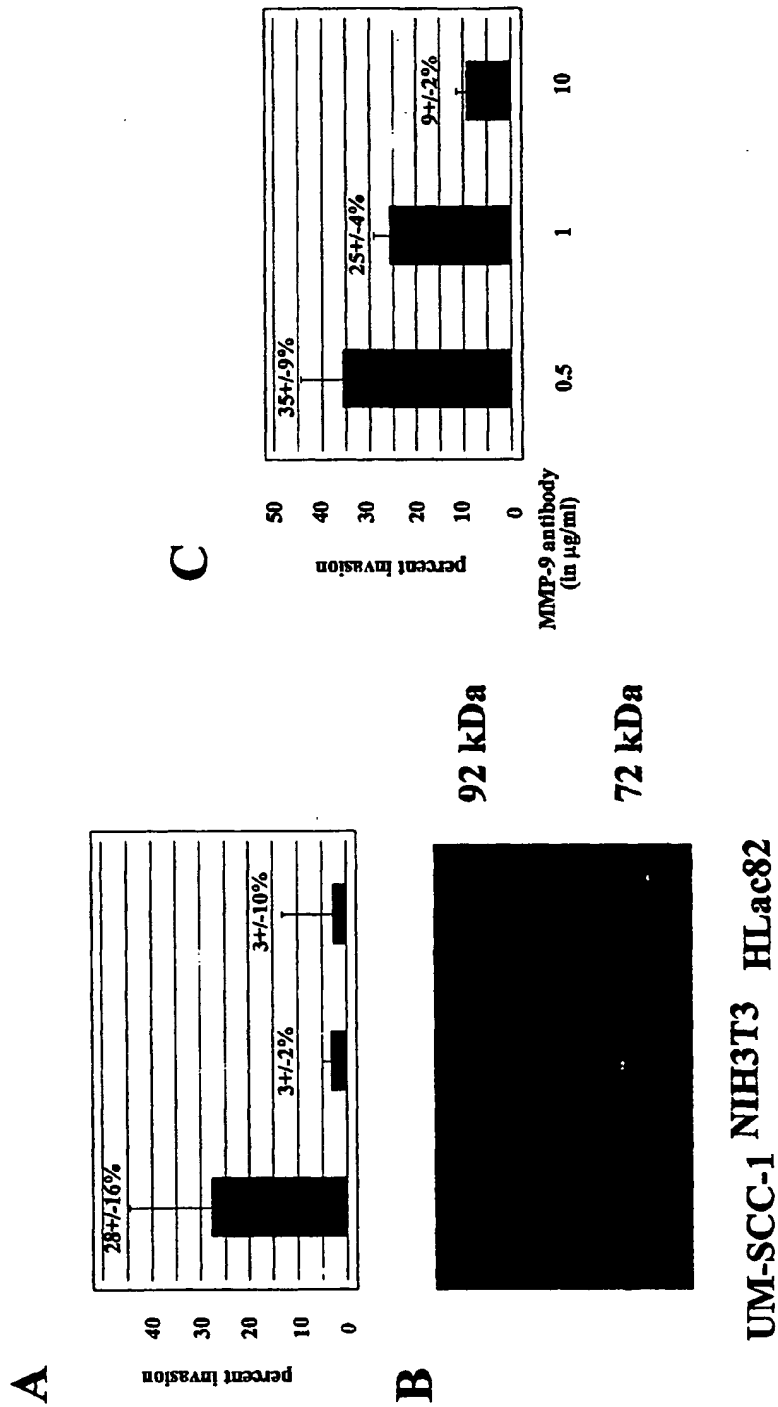 A
percent invasion
40
30
20
10
0
28+/-16%
3+/-2%
3+/-10%
B
92 kDa
72 kDa
UM-SCC-1 NIH3T3 HLac82
C
percent invasion
50
40
30
20
10
0
35+/-9%
25+/-4%
9+/-2%
0.5 1 10
MMP-9 antibody
(in µg/ml)